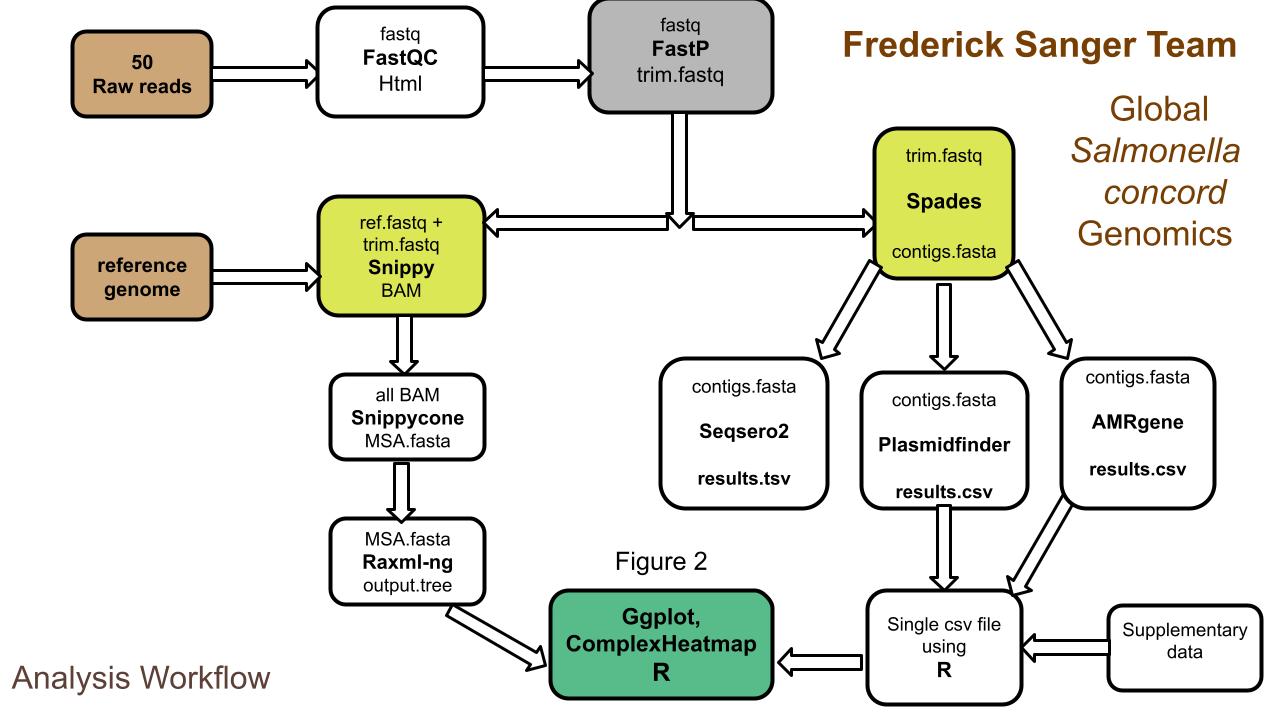 50
Raw reads
fastq
FastQC
Html
fastq
FastP
trim.fastq
Frederick Sanger Team
Global
Salmonella
concord
Genomics
reference
genome
ref.fastq +
trim.fastq
Snippy
BAM
trim.fastq
Spades
contigs.fasta
all BAM
Snippycone
MSA.fasta
contigs.fasta
Seqsero2
results.tsv
contigs.fasta
Plasmidfinder
results.csv
contigs.fasta
AMRgene
results.csv
MSA.fasta
Raxml-ng
output.tree
Figure 2
Ggplot,
ComplexHeatmap
R
Single csv file
using
R
Supplementary
data
Analysis Workflow